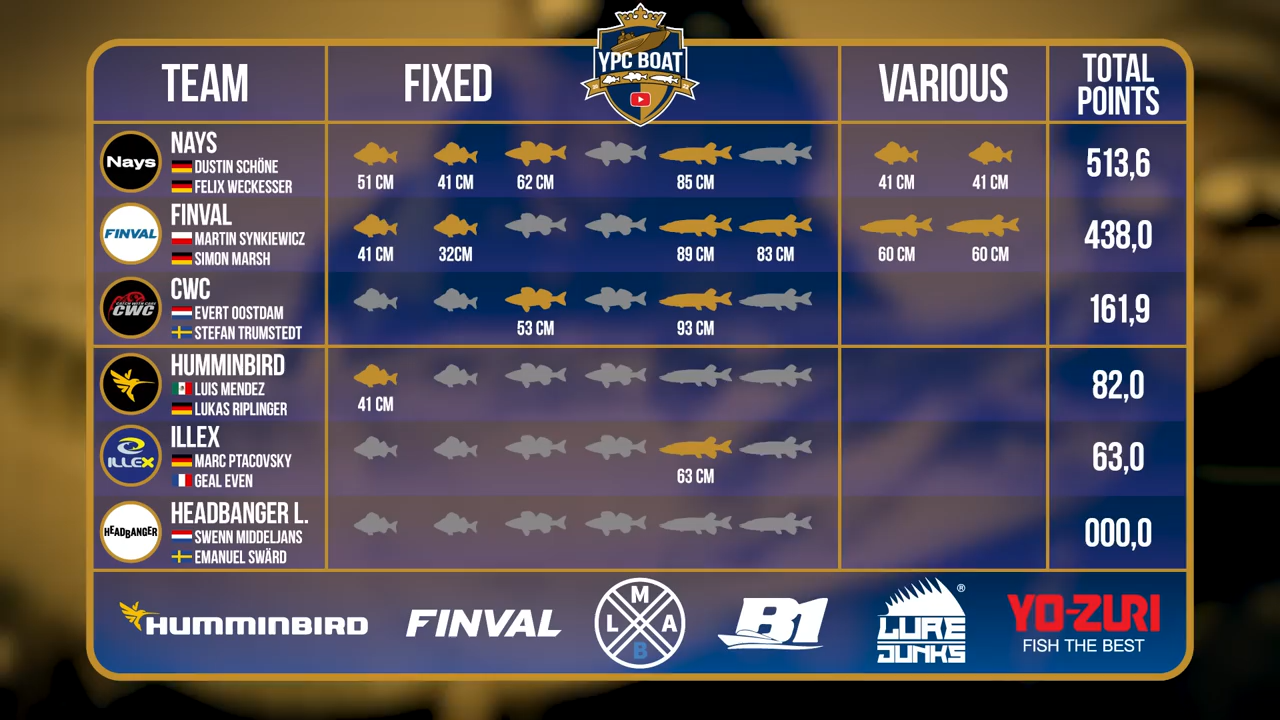 YPC BOAT
TEAM FIXED VARIOUS TOTAL POINTS
Nays
NAYS
DUSTIN SCHÖNE
FELIX WECKESSER
51 CM 41 CM 62 CM 85 CM 41 CM 41 CM
513,6
FINVAL
FINVAL
MARTIN SYNKIEWICZ
SIMON MARSH
41 CM 32CM 89 CM 83 CM 60 CM 60 CM
438,0
CATCH WITH CARE
CWC
CWC
EVERT OOSTDAM
STEFAN TRUMSTEDT
53 CM 93 CM
161,9
HUMMINBIRD
LUIS MENDEZ
LUKAS RIPLINGER
41 CM
82,0
ILLEX
ILLEX
MARC PTACOVSKY
GEAL EVEN
63 CM
63,0
HEADBANGER
HEADBANGER L.
SWENN MIDDELJANS
EMANUEL SWÄRD
000,0
HUMMINBIRD
FINVAL
M
L A
B
B1
LURE
JUNKS
®
YO-ZURI
FISH THE BEST